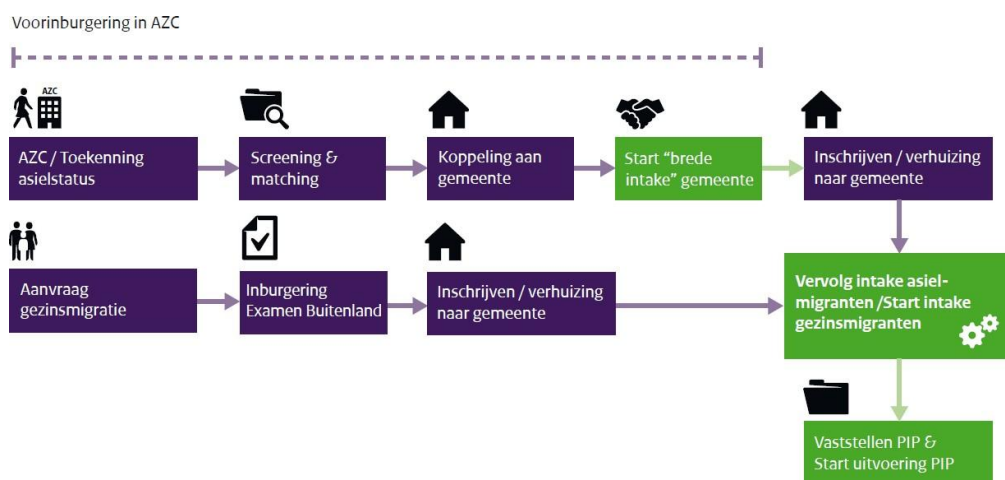 Voorinburgering in AZC
AZC
AZC / Toekenning
asielstatus
Screening &
matching
Koppeling aan
gemeente
Start “brede
intake” gemeente
Inschrijven / verhuizing
naar gemeente
Aanvraag
gezinsmigratie
Inburgering
Examen Buitenland
Inschrijven / verhuizing
naar gemeente
Vervolg intake asiel-
migranten /Start intake
gezinsmigranten
Vaststellen PIP &
Start uitvoering PIP